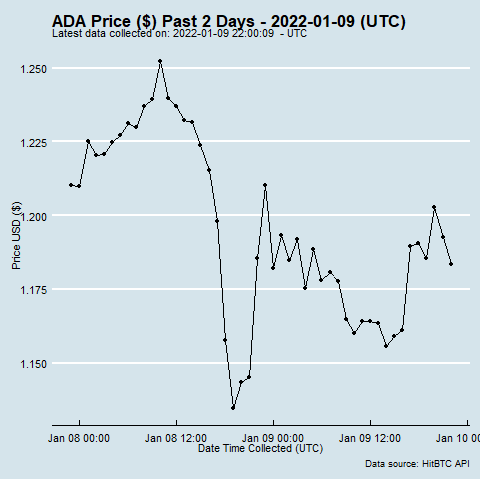 ADA Price ($) Past 2 Days - 2022-01-09 (UTC)
Latest data collected on: 2022-01-09 22:00:09  - UTC
1.250
1.225
1.200
1.175
1.150
Price USD ($)
Jan 08 00:00 Jan 08 12:00 Jan 09 00:00 Jan 09 12:00 Jan 10 00
Date Time Collected (UTC)
Data source: HitBTC API